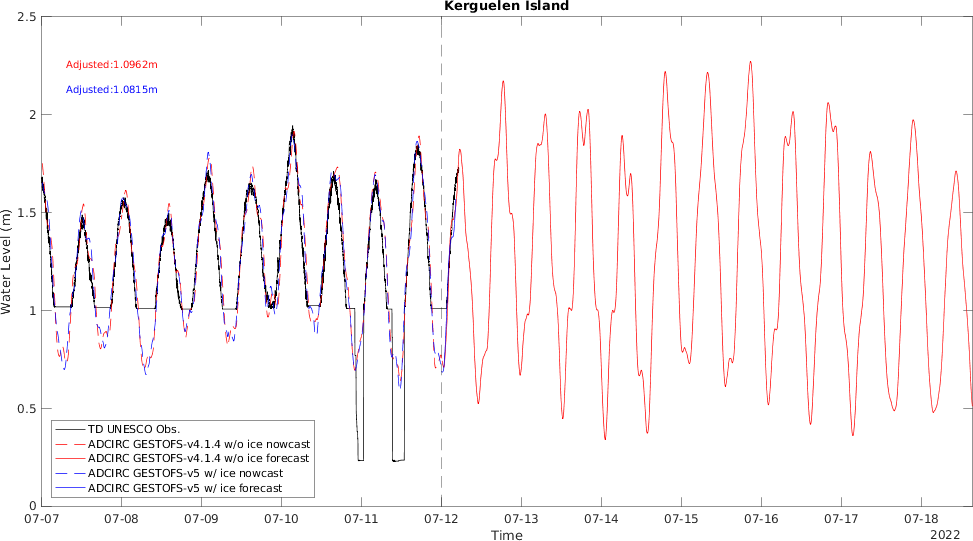 Kerguelen Island
2.5
Adjusted:1.0962m
Adjusted:1.0815m
2
1.5
Water Level (m)
1
0.5
TD UNESCO Obs.
ADCIRC GESTOFS-v4.1.4 w/o ice nowcast
ADCIRC GESTOFS-v4.1.4 w/o ice forecast
ADCIRC GESTOFS-v5 w/ ice nowcast
ADCIRC GESTOFS-v5 w/ ice forecast
0
07-07 07-08 07-09 07-10 07-11 07-12 07-13 07-14 07-15 07-16 07-17 07-18
Time
2022